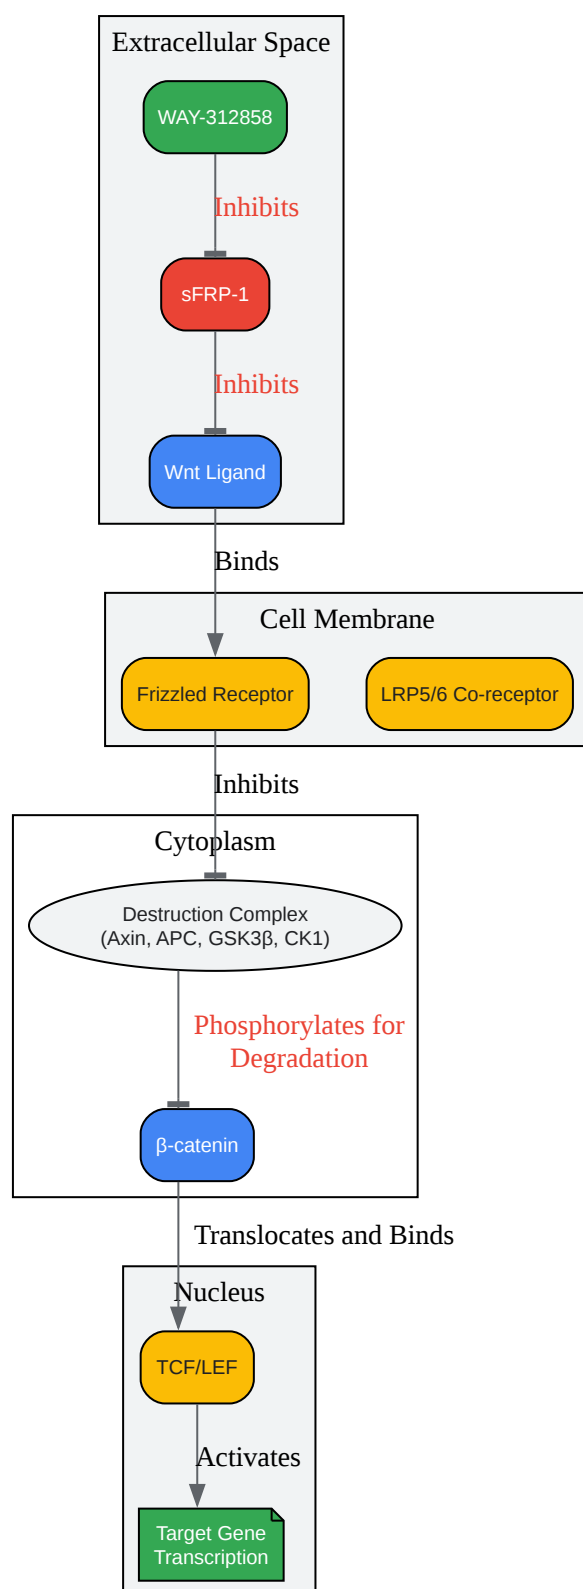 Extracellular Space
WAY-312858
Inhibits
sFRP-1
Inhibits
Wnt Ligand
Binds
Cell Membrane
Frizzled Receptor
LRP5/6 Co-receptor
Inhibits
Cytoplasm
Destruction Complex
(Axin, APC, GSK3β, CK1)
Phosphorylates for
Degradation
β-catenin
Translocates and Binds
Nucleus
TCF/LEF
Activates
Target Gene
Transcription